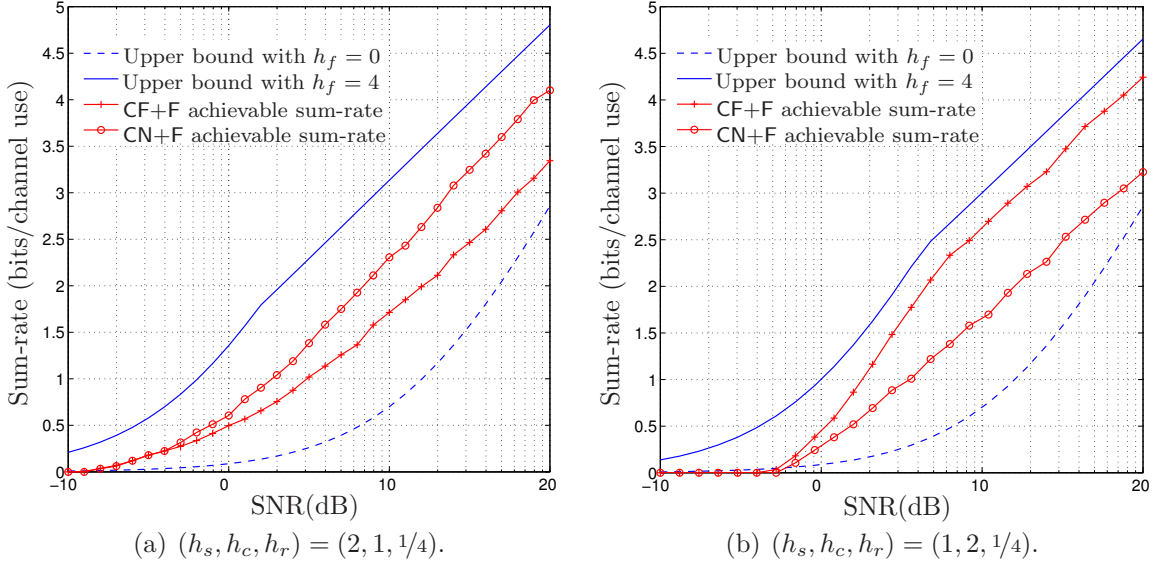 5
4.5
4
3.5
3
2.5
2
1.5
1
0.5
0
Sum-rate (bits/channel use)
Upper bound with h_f = 0
Upper bound with h_f = 4
CF+F achievable sum-rate
CN+F achievable sum-rate
-10 0 10 20
SNR(dB)
(a) (h_s, h_c, h_r) = (2, 1, 1/4).
5
4.5
4
3.5
3
2.5
2
1.5
1
0.5
0
Sum-rate (bits/channel use)
Upper bound with h_f = 0
Upper bound with h_f = 4
CF+F achievable sum-rate
CN+F achievable sum-rate
-10 0 10 20
SNR(dB)
(b) (h_s, h_c, h_r) = (1, 2, 1/4).